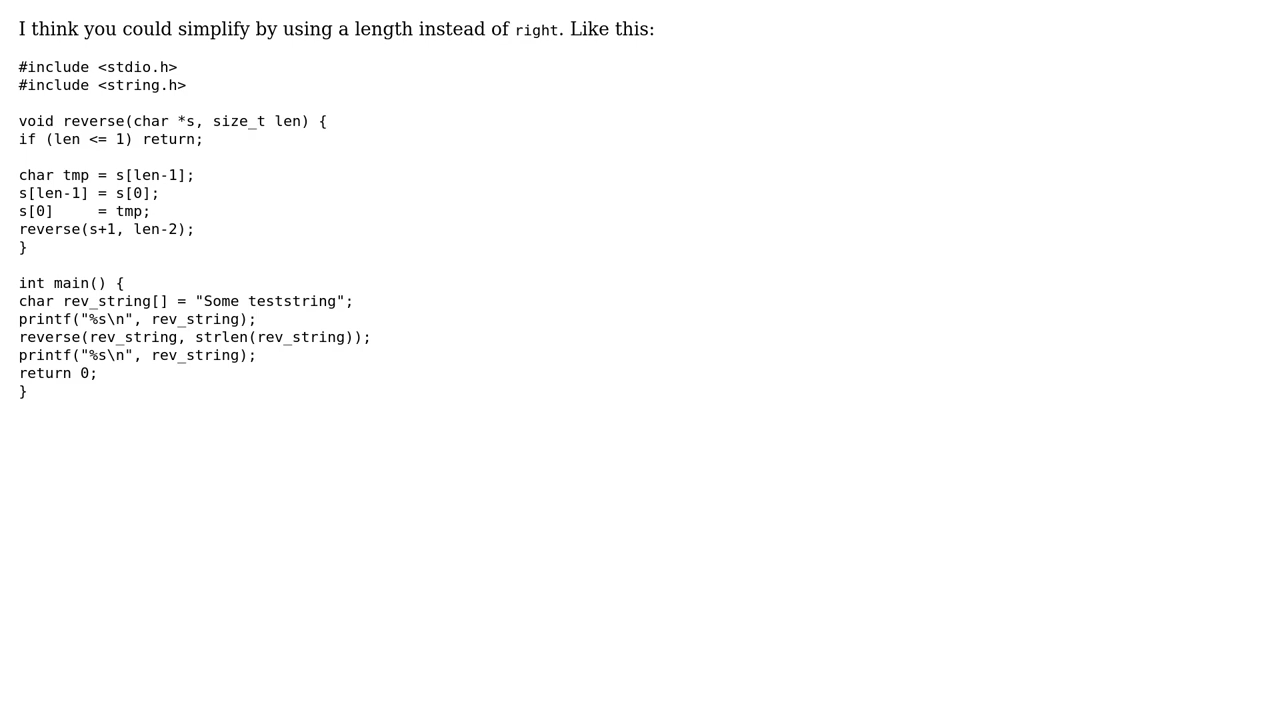 I think you could simplify by using a length instead of right. Like this:
#include <stdio.h>
#include <string.h>

void reverse(char *s, size_t len) {
if (len <= 1) return;

char tmp = s[len-1];
s[len-1] = s[0];
s[0]     = tmp;
reverse(s+1, len-2);
}

int main() {
char rev_string[] = "Some teststring";
printf("%s\n", rev_string);
reverse(rev_string, strlen(rev_string));
printf("%s\n", rev_string);
return 0;
}